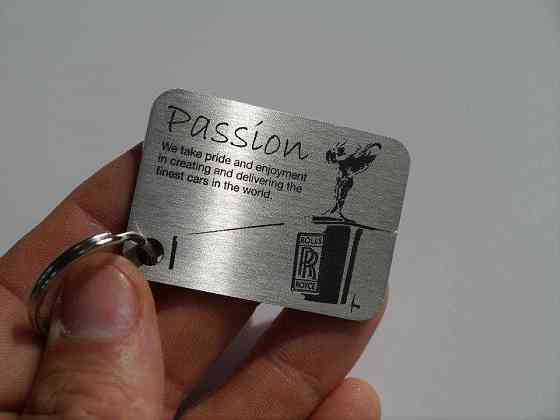 Passion
We take pride and enjoyment
in creating and delivering the
finest cars in the world.
ROLLS
RR
ROYCE